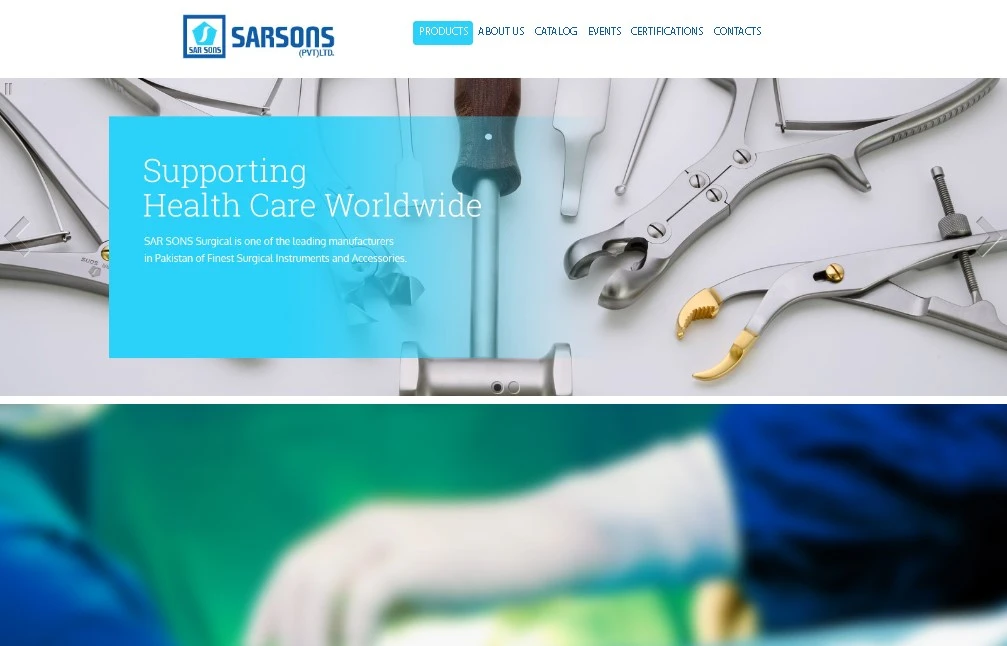 SAR SONS
SARSONS
(PVT)LTD.
PRODUCTS ABOUT US CATALOG EVENTS CERTIFICATIONS CONTACTS
Supporting
Health Care Worldwide
SAR SONS Surgical is one of the leading manufacturers
in Pakistan of Finest Surgical Instruments and Accessories.